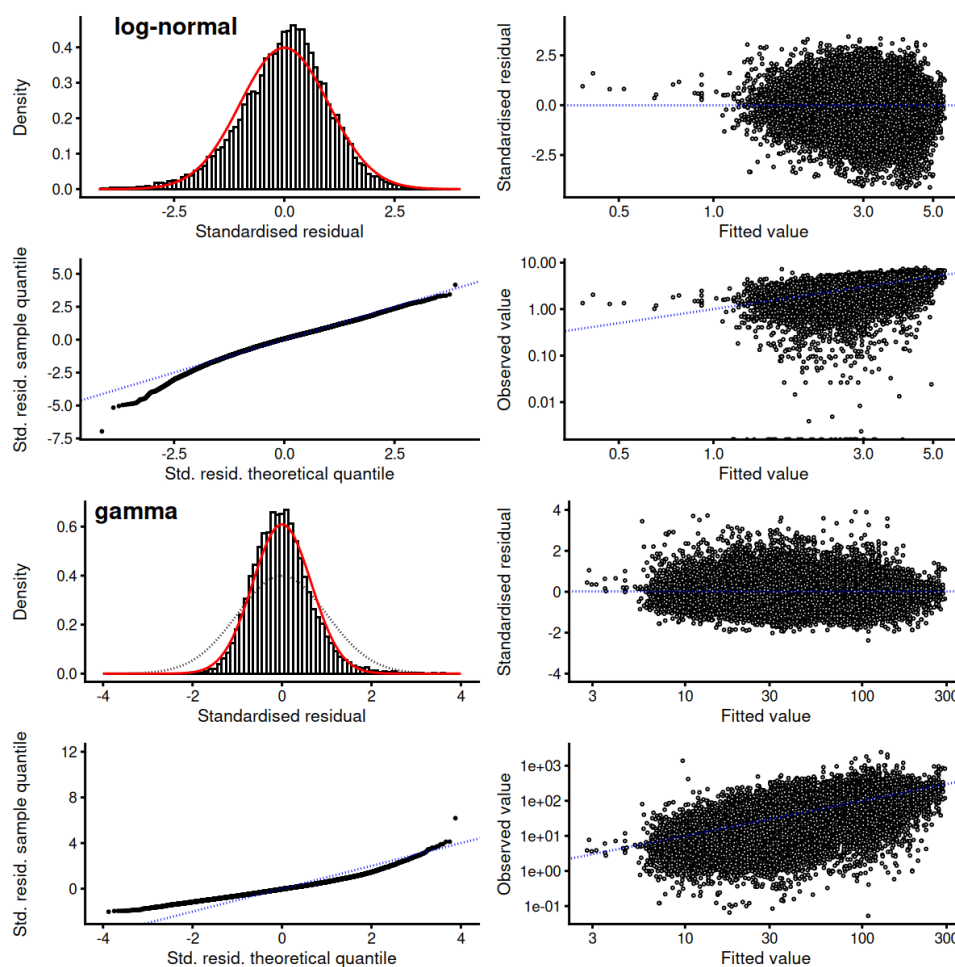 log-normal
Density
0.4
0.3
0.2
0.1
0.0
-2.5
0.0
2.5
Standardised residual
Standardised residual
2.5
0.0
-2.5
0.5
1.0
3.0
5.0
Fitted value
Std. resid. sample quantile
5.0
2.5
0.0
-2.5
-5.0
-7.5
-2.5
0.0
2.5
Std. resid. theoretical quantile
Observed value
10.00
1.00
0.10
0.01
0.5
1.0
3.0
5.0
Fitted value
gamma
Density
0.6
0.4
0.2
0.0
-4
-2
0
2
4
Standardised residual
Standardised residual
4
2
0
-2
-4
3
10
30
100
300
Fitted value
Std. resid. sample quantile
12
8
4
0
-4
-2
0
2
4
Std. resid. theoretical quantile
Observed value
1e+03
1e+02
1e+01
1e+00
1e-01
3
10
30
100
300
Fitted value